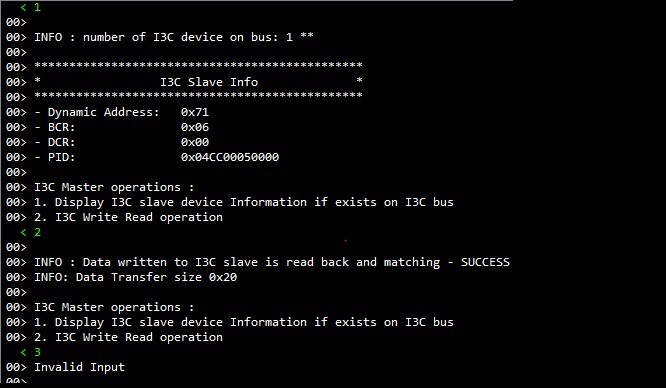 < 1
00>
00> INFO : number of I3C device on bus: 1 **
00>
00> ***********************************************
00> *                 I3C Slave Info              *
00> ***********************************************
00> - Dynamic Address:   0x71
00> - BCR:               0x06
00> - DCR:               0x00
00> - PID:               0x04CC00050000
00>
00> I3C Master operations :
00> 1. Display I3C slave device Information if exists on I3C bus
00> 2. I3C Write Read operation
< 2
00>
00> INFO : Data written to I3C slave is read back and matching - SUCCESS
00> INFO: Data Transfer size 0x20
00>
00> I3C Master operations :
00> 1. Display I3C slave device Information if exists on I3C bus
00> 2. I3C Write Read operation
< 3
00> Invalid Input
00>